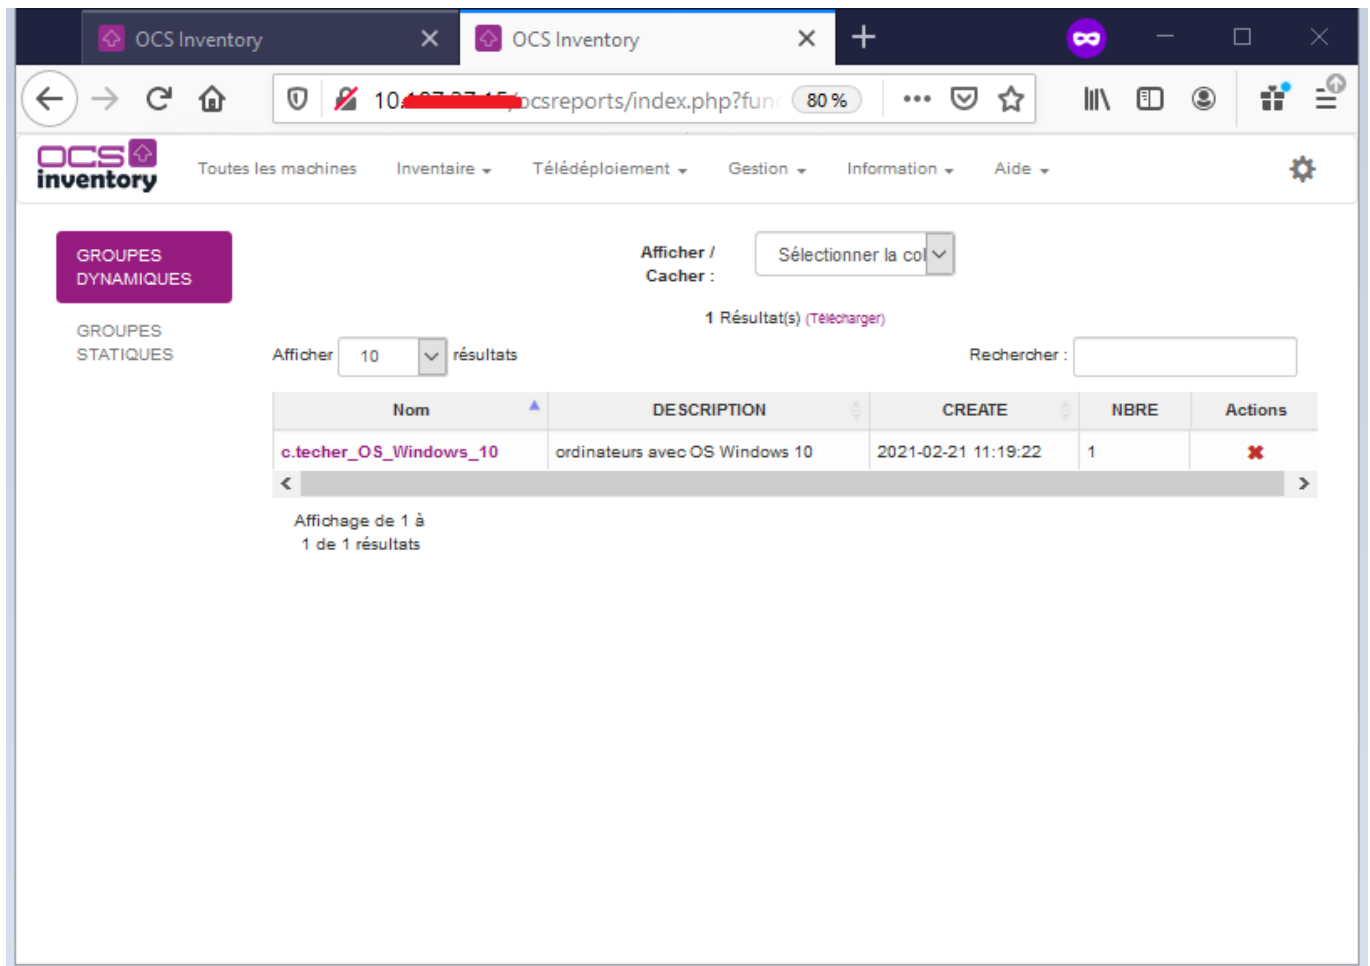 OCS Inventory
OCS Inventory
10. /ocsreports/index.php?fun 80 %
OCS inventory
Toutes les machines Inventaire Télédéploiement Gestion Information Aide
GROUPES DYNAMIQUES
GROUPES STATIQUES
Afficher / Cacher : Sélectionner la col
1 Résultat(s) (Télécharger)
Afficher 10 résultats
Rechercher :
Nom DESCRIPTION CREATE NBRE Actions
c.techer_OS_Windows_10 ordinateurs avec OS Windows 10 2021-02-21 11:19:22 1
Affichage de 1 à
1 de 1 résultats